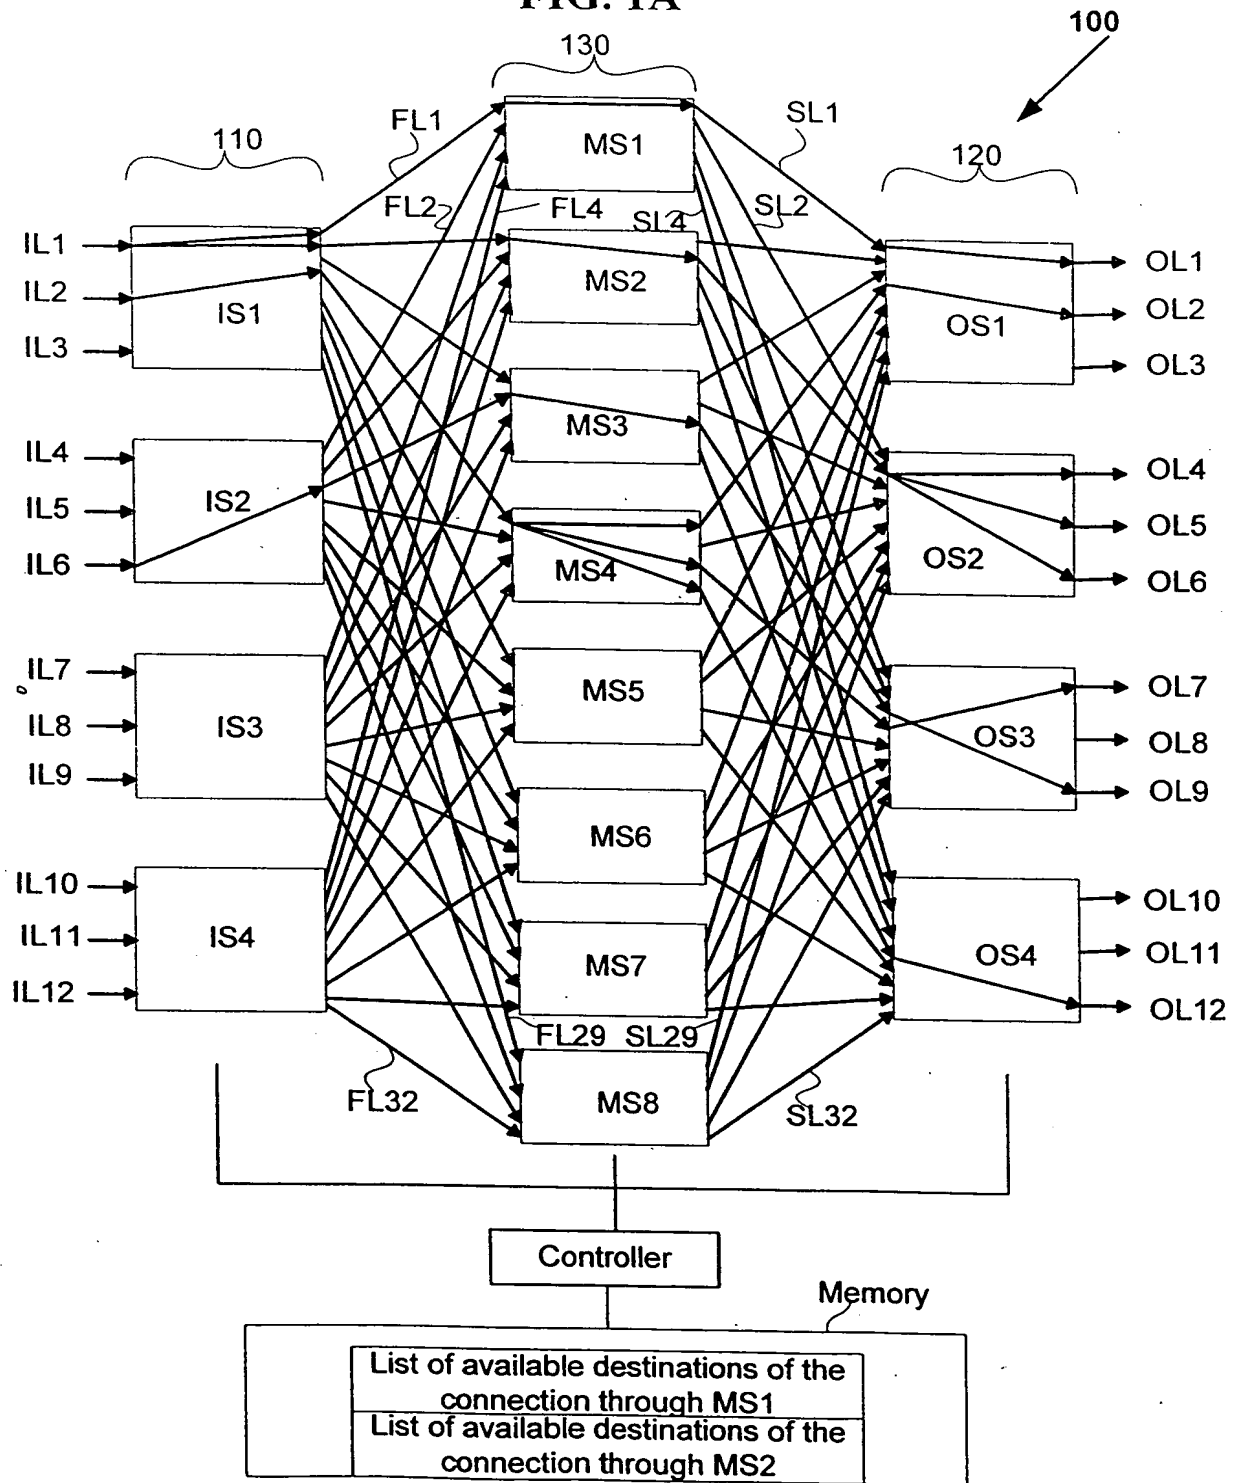 FIG. 1A
100
130
FL1
SL1
110
MS1
120
FL2
FL4
SL4
SL2
IL1
OL1
MS2
IL2
IS1
OS1
OL2
IL3
OL3
MS3
IL4
OL4
IS2
IL5
OL5
MS4
OS2
IL6
OL6
IL7
OL7
MS5
IL8
IS3
OS3
OL8
IL9
OL9
MS6
IL10
OL10
IL11
IS4
MS7
OS4
OL11
IL12
OL12
FL29
SL29
FL32
MS8
SL32
Controller
Memory
List of available destinations of the
connection through MS1
List of available destinations of the
connection through MS2